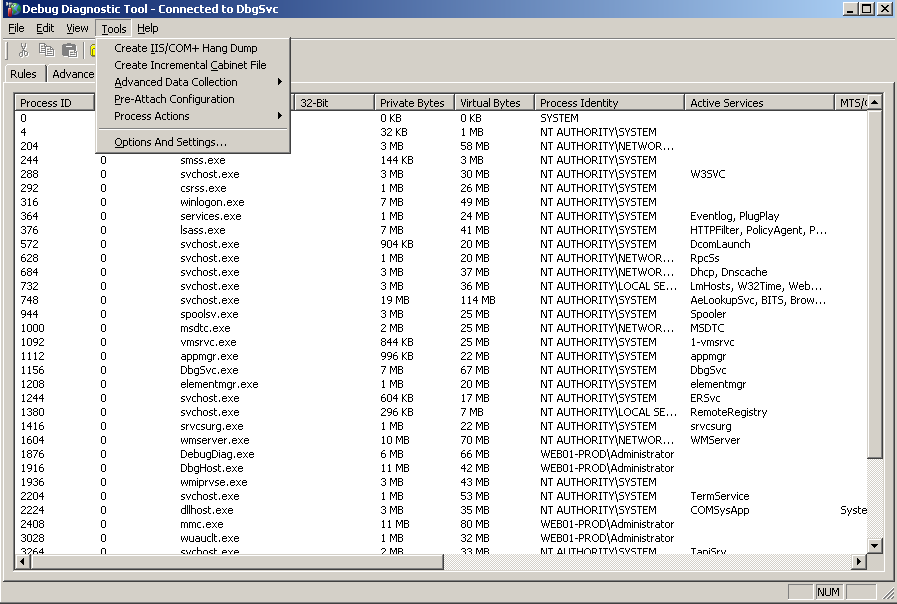 Debug Diagnostic Tool - Connected to DbgSvc
File Edit View Tools Help
Create IIS/COM+ Hang Dump
Create Incremental Cabinet File
Advanced Data Collection
Pre-Attach Configuration
Process Actions
Options And Settings...
Rules Advance
Process ID 32-Bit Private Bytes Virtual Bytes Process Identity Active Services MTS/
0 0 KB 0 KB SYSTEM
4 32 KB 1 MB NT AUTHORITY\SYSTEM
204 3 MB 58 MB NT AUTHORITY\NETWOR...
244 0 smss.exe 144 KB 3 MB NT AUTHORITY\SYSTEM
288 0 svchost.exe 3 MB 30 MB NT AUTHORITY\SYSTEM W3SVC
292 0 csrss.exe 1 MB 26 MB NT AUTHORITY\SYSTEM
316 0 winlogon.exe 7 MB 49 MB NT AUTHORITY\SYSTEM
364 0 services.exe 1 MB 24 MB NT AUTHORITY\SYSTEM Eventlog, PlugPlay
376 0 lsass.exe 7 MB 41 MB NT AUTHORITY\SYSTEM HTTPFilter, PolicyAgent, P...
572 0 svchost.exe 904 KB 20 MB NT AUTHORITY\SYSTEM DcomLaunch
628 0 svchost.exe 1 MB 20 MB NT AUTHORITY\NETWOR... RpcSs
684 0 svchost.exe 3 MB 37 MB NT AUTHORITY\NETWOR... Dhcp, Dnscache
732 0 svchost.exe 3 MB 36 MB NT AUTHORITY\LOCAL SE... LmHosts, W32Time, Web...
748 0 svchost.exe 19 MB 114 MB NT AUTHORITY\SYSTEM AeLookupSvc, BITS, Brow...
944 0 spoolsv.exe 3 MB 25 MB NT AUTHORITY\SYSTEM Spooler
1000 0 msdtc.exe 2 MB 25 MB NT AUTHORITY\NETWOR... MSDTC
1092 0 vmsrvc.exe 844 KB 25 MB NT AUTHORITY\SYSTEM 1-vmsrvc
1112 0 appmgr.exe 996 KB 22 MB NT AUTHORITY\SYSTEM appmgr
1156 0 DbgSvc.exe 7 MB 67 MB NT AUTHORITY\SYSTEM DbgSvc
1208 0 elementmgr.exe 1 MB 20 MB NT AUTHORITY\SYSTEM elementmgr
1244 0 svchost.exe 604 KB 17 MB NT AUTHORITY\SYSTEM ERSvc
1380 0 svchost.exe 296 KB 7 MB NT AUTHORITY\LOCAL SE... RemoteRegistry
1416 0 srvcsurg.exe 1 MB 22 MB NT AUTHORITY\SYSTEM srvcsurg
1604 0 wmserver.exe 10 MB 70 MB NT AUTHORITY\NETWOR... WMServer
1876 0 DebugDiag.exe 6 MB 66 MB WEB01-PROD\Administrator
1916 0 DbgHost.exe 11 MB 42 MB WEB01-PROD\Administrator
1936 0 wmiprvse.exe 3 MB 43 MB NT AUTHORITY\SYSTEM
2204 0 svchost.exe 1 MB 53 MB NT AUTHORITY\SYSTEM TermService
2224 0 dllhost.exe 3 MB 35 MB NT AUTHORITY\SYSTEM COMSysApp Syste
2408 0 mmc.exe 11 MB 80 MB WEB01-PROD\Administrator
3028 0 wuauclt.exe 1 MB 32 MB WEB01-PROD\Administrator
3264 0 svchost.exe 2 MB 33 MB NT AUTHORITY\SYSTEM TapiSrv
NUM